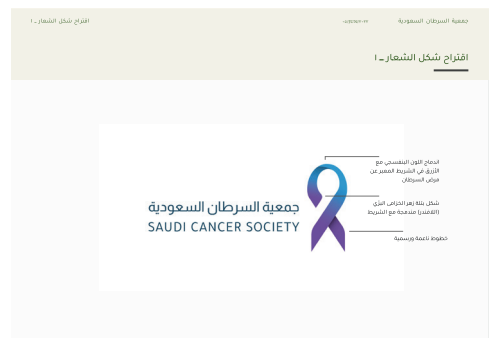 جمعية السرطان السعودية
اقتراح شكل الشعار _ ١
اقتراح شكل الشعار _ ١
اندماج اللون البنفسجي مع
الأزرق في الشريط المعبر عن
مرض السرطان
شكل بتلة زهر الخزامى البرّي
(اللافندر) مندمجة مع الشريط
خطوط ناعمة ورسمية
جمعية السرطان السعودية
SAUDI CANCER SOCIETY